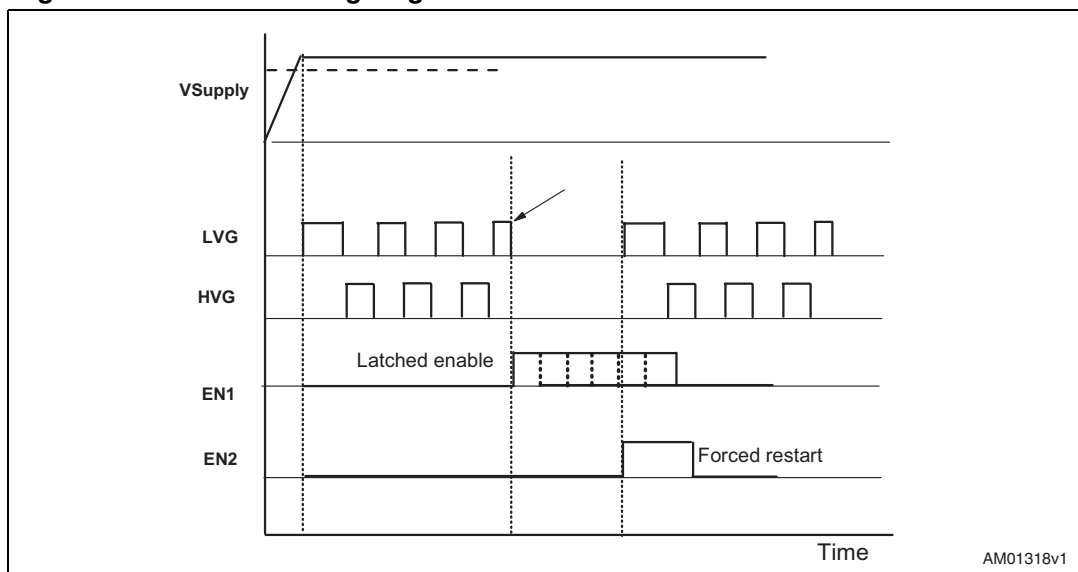 VSupply
LVG
HVG
Latched enable
EN1
EN2
Forced restart
Time
AM01318v1